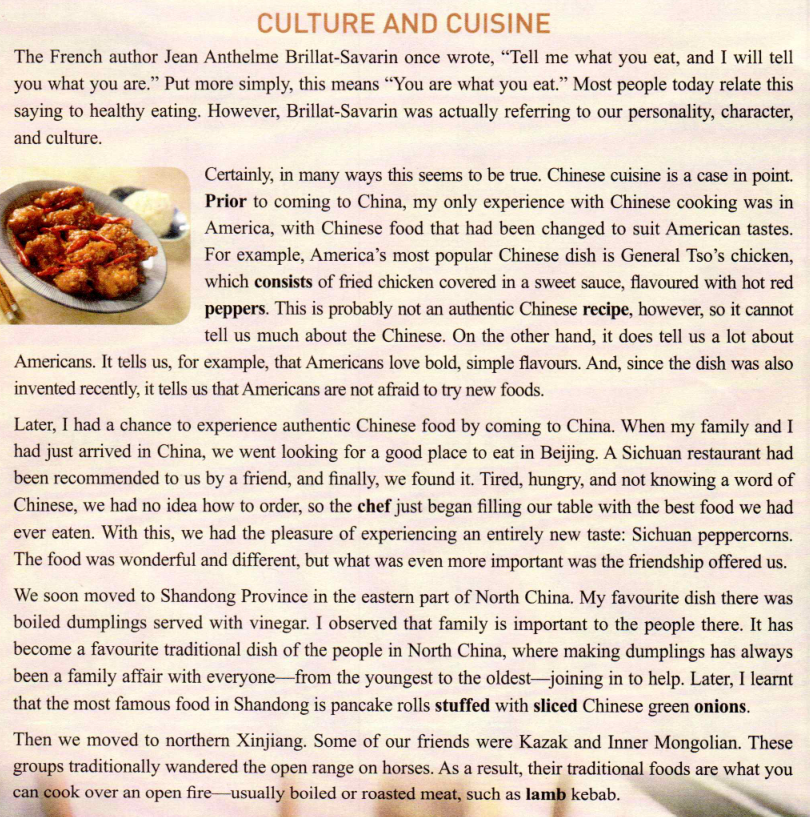 CULTURE AND CUISINE
The French author Jean Anthelme Brillat-Savarin once wrote, “Tell me what you eat, and I will tell
you what you are.” Put more simply, this means “You are what you eat.” Most people today relate this
saying to healthy eating. However, Brillat-Savarin was actually referring to our personality, character,
and culture.
Certainly, in many ways this seems to be true. Chinese cuisine is a case in point.
Prior to coming to China, my only experience with Chinese cooking was in
America, with Chinese food that had been changed to suit American tastes.
For example, America’s most popular Chinese dish is General Tso’s chicken,
which consists of fried chicken covered in a sweet sauce, flavoured with hot red
peppers. This is probably not an authentic Chinese recipe, however, so it cannot
tell us much about the Chinese. On the other hand, it does tell us a lot about
Americans. It tells us, for example, that Americans love bold, simple flavours. And, since the dish was also
invented recently, it tells us that Americans are not afraid to try new foods.
Later, I had a chance to experience authentic Chinese food by coming to China. When my family and I
had just arrived in China, we went looking for a good place to eat in Beijing. A Sichuan restaurant had
been recommended to us by a friend, and finally, we found it. Tired, hungry, and not knowing a word of
Chinese, we had no idea how to order, so the chef just began filling our table with the best food we had
ever eaten. With this, we had the pleasure of experiencing an entirely new taste: Sichuan peppercorns.
The food was wonderful and different, but what was even more important was the friendship offered us.
We soon moved to Shandong Province in the eastern part of North China. My favourite dish there was
boiled dumplings served with vinegar. I observed that family is important to the people there. It has
become a favourite traditional dish of the people in North China, where making dumplings has always
been a family affair with everyone—from the youngest to the oldest—joining in to help. Later, I learnt
that the most famous food in Shandong is pancake rolls stuffed with sliced Chinese green onions.
Then we moved to northern Xinjiang. Some of our friends were Kazak and Inner Mongolian. These
groups traditionally wandered the open range on horses. As a result, their traditional foods are what you
can cook over an open fire—usually boiled or roasted meat, such as lamb kebab.